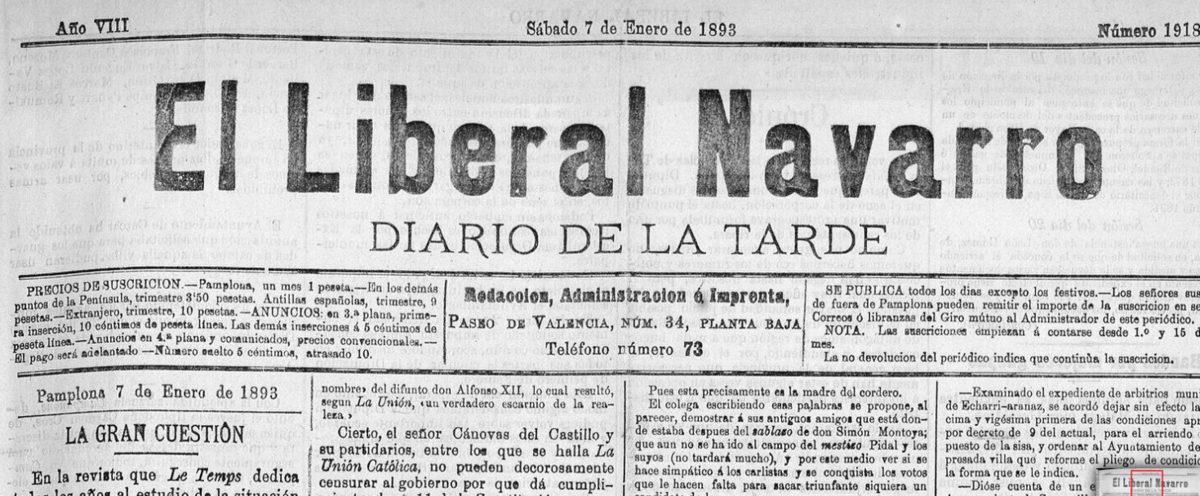 Año VIII
Sábado 7 de Enero de 1893
Número 1918
El Liberal Navarro
DIARIO DE LA TARDE
PRECIOS DE SUSCRICION.—Pamplona, un mes 1 peseta.—En los demás
puntos de la Península, trimestre 3'50 pesetas. Antillas españolas, trimestre, 9
pesetas.—Extranjero, trimestre, 10 pesetas.—ANUNCIOS: en 3.ª plana, prime-
ra inserción, 10 céntimos de peseta línea. Las demás inserciones á 5 céntimos de
peseta línea.—Anuncios en 4.ª plana y comunicados, precios convencionales.—
El pago será adelantado —Número suelto 5 céntimos, atrasado 10.
Redaccion, Administracion é Imprenta,
PASEO DE VALENCIA, NÚM. 34, PLANTA BAJA
Teléfono número 73
SE PUBLICA todos los dias excepto los festivos.—Los señores sus
de fuera de Pamplona pueden remitir el importe de la suscricion en se
Correos ó libranzas del Giro mútuo al Administrador de este periódico
NOTA. Las suscriciones empiezan á contarse desde 1.º y 15 d
mes.
La no devolucion del periódico indica que continùa la suscricion.
Pamplona 7 de Enero de 1893
LA GRAN CUESTIÓN
En la revista que Le Temps dedica
todos los años al estudio de la situación
nombre» del difunto don Alfonso XII, lo cual resultó,
segun La Unión, «un verdadero escarnio de la rea-
leza »
Cierto, el señor Cánovas del Castillo y
su partidarios, entre los que se halla La
Unión Católica, no pueden decorosamente
censurar al gobierno por que dá cumpli-
Pues esta precisamente es la madre del cordero.
El colega escribiendo esas palabras se propone, al
parecer, demostrar á sus antiguos amigos que está don-
de estaba despues del sablazo de don Simón Montoya;
que aun no se ha ido al campo del mestizo Pidal y los
suyos (no tardará mucho), y por este medio ver si se
hace simpático á los carlistas y se conquista los votos
que le hacen falta para sacar triunfante siquiera un
—Examinado el expediente de arbitrios muni
de Echarri-aranaz, se acordó dejar sin efecto la
cima y vigésima primera de las condiciones apr
por decreto de 9 del actual, para el arriendo d
puesto de la sisa, y ordenar al Ayuntamiento de
presada villa que reforme el pliego de condicio
la forma que se le indica.
—Dióse cuenta de un
El Liberal Navarro